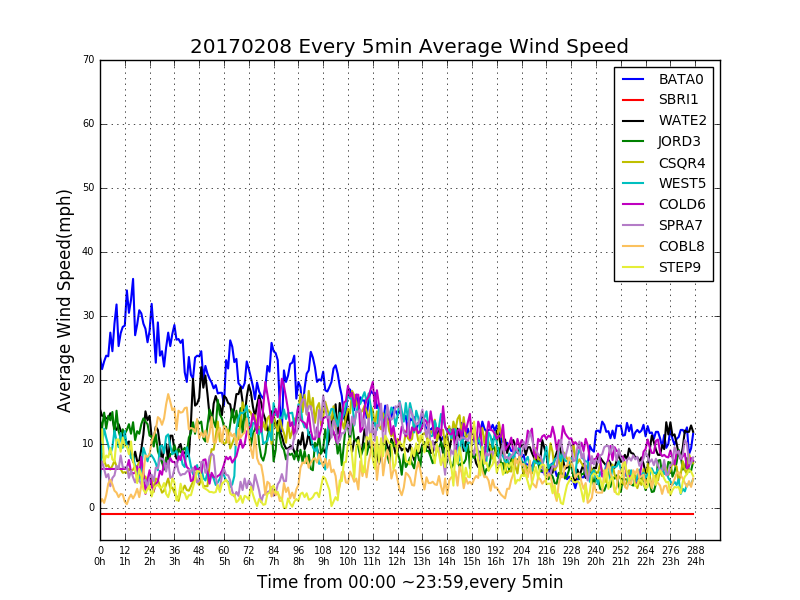 20170208 Every 5min Average Wind Speed
Average Wind Speed(mph)
70
60
50
40
30
20
10
0
BATA0
SBRI1
WATE2
JORD3
CSQR4
WEST5
COLD6
SPRA7
COBL8
STEP9
0 12 24 36 48 60 72 84 96 108 120 132 144 156 168 180 192 204 216 228 240 252 264 276 288
0h 1h 2h 3h 4h 5h 6h 7h 8h 9h 10h 11h 12h 13h 14h 15h 16h 17h 18h 19h 20h 21h 22h 23h 24h
Time from 00:00 ~23:59,every 5min